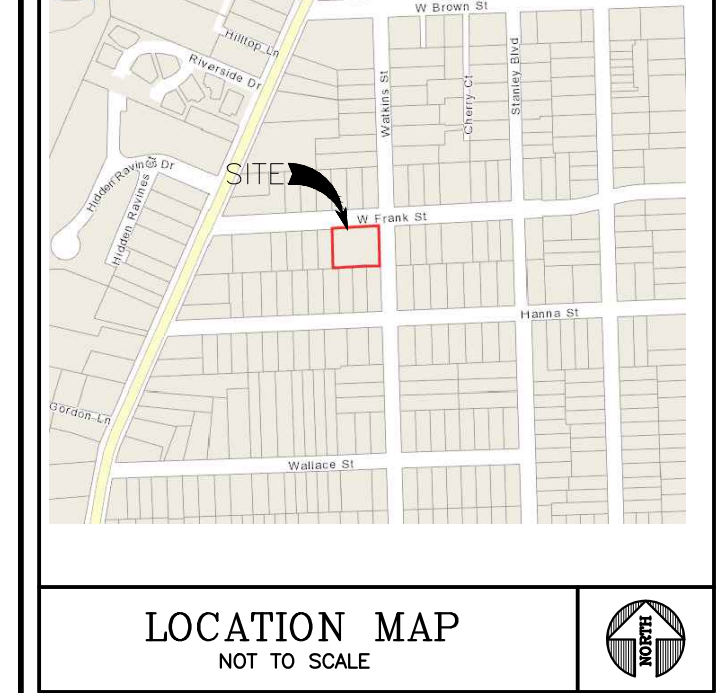 W Brown St
Hilltop Ln
Riverside Dr
Watkins St
Cherry Ct
Stanley Blvd
Hidden Ravines Dr
Hidden Ravines Ct
SITE
W Frank St
Hanna St
Gordon Ln
Wallace St
LOCATION MAP
NOT TO SCALE
NORTH